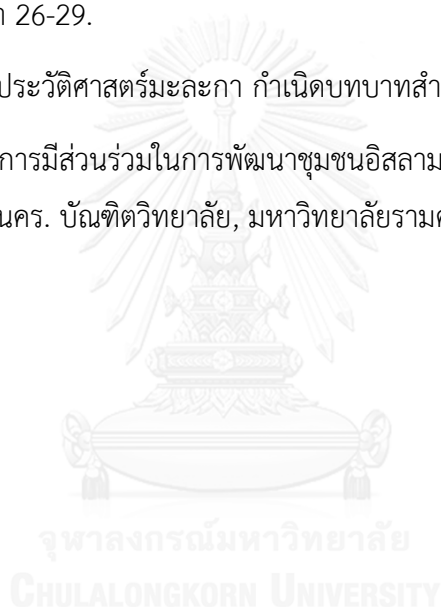 า 26-29.
ประวัติศาสตร์มะละกา กำเนิดบทบาทสำ
การมีส่วนร่วมในการพัฒนาชุมชนอิสลาม
นคร. บัณฑิตวิทยาลัย, มหาวิทยาลัยรามค
จุฬาลงกรณ์มหาวิทยาลัย
CHULALONGKORN UNIVERSITY